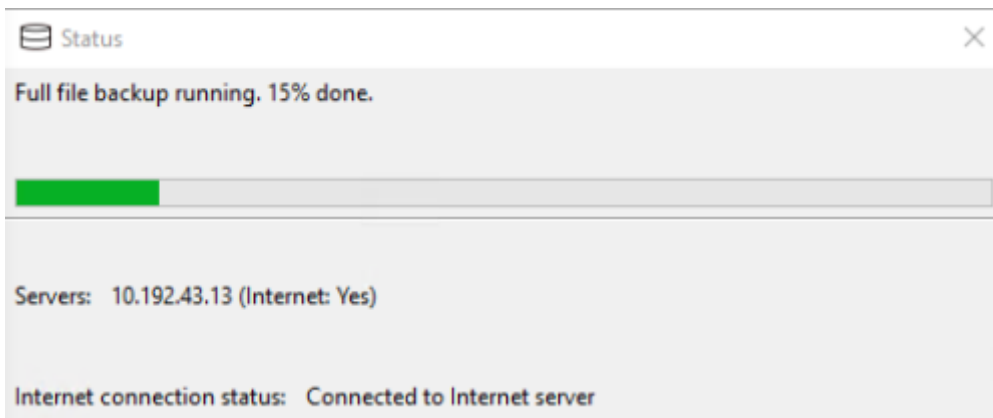 Status
Full file backup running. 15% done.
Servers: 10.192.43.13 (Internet: Yes)
Internet connection status: Connected to Internet server